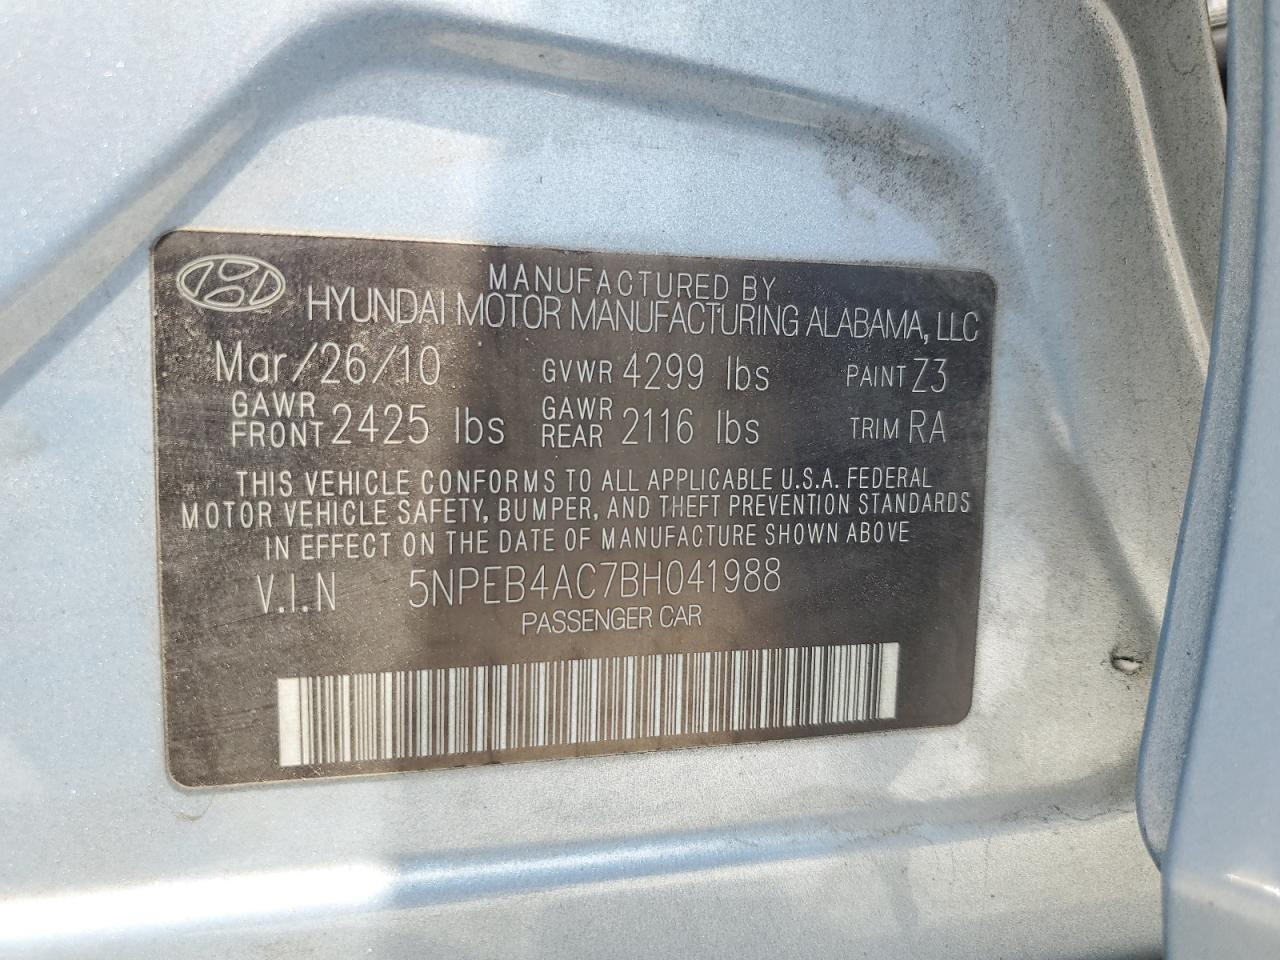 MANUFACTURED BY
HYUNDAI MOTOR MANUFACTURING ALABAMA, LLC
Mar/26/10 GVWR 4299 lbs PAINT Z3
GAWR FRONT 2425 lbs GAWR REAR 2116 lbs TRIM RA
THIS VEHICLE CONFORMS TO ALL APPLICABLE U.S.A. FEDERAL
MOTOR VEHICLE SAFETY, BUMPER, AND THEFT PREVENTION STANDARDS
IN EFFECT ON THE DATE OF MANUFACTURE SHOWN ABOVE
V.I.N 5NPEB4AC7BH041988
PASSENGER CAR